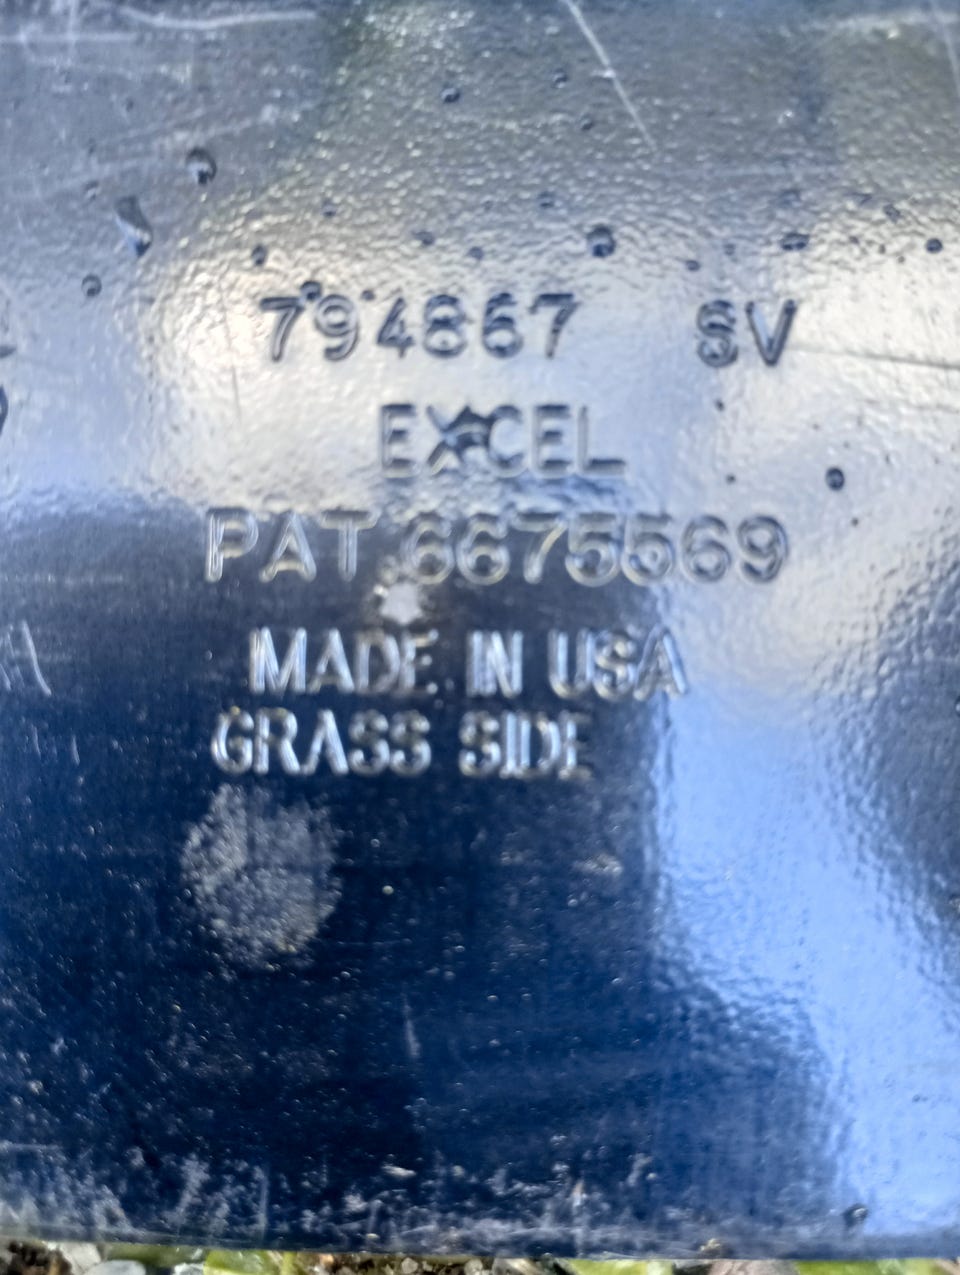 794867 SV
EXCEL
PAT 6675569
MADE IN USA
GRASS SIDE